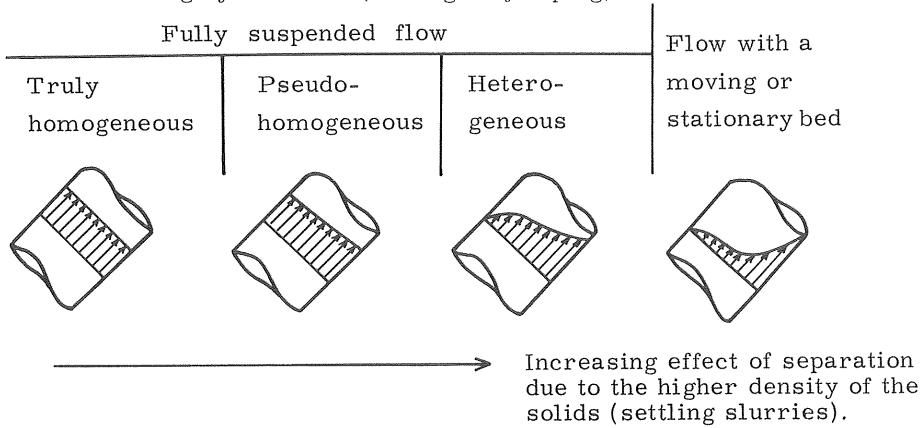 Fully suspended flow
Flow with a
moving or
stationary bed
Truly
homogeneous
Pseudo-
homogeneous
Hetero-
geneous
Increasing effect of separation
due to the higher density of the
solids (settling slurries).